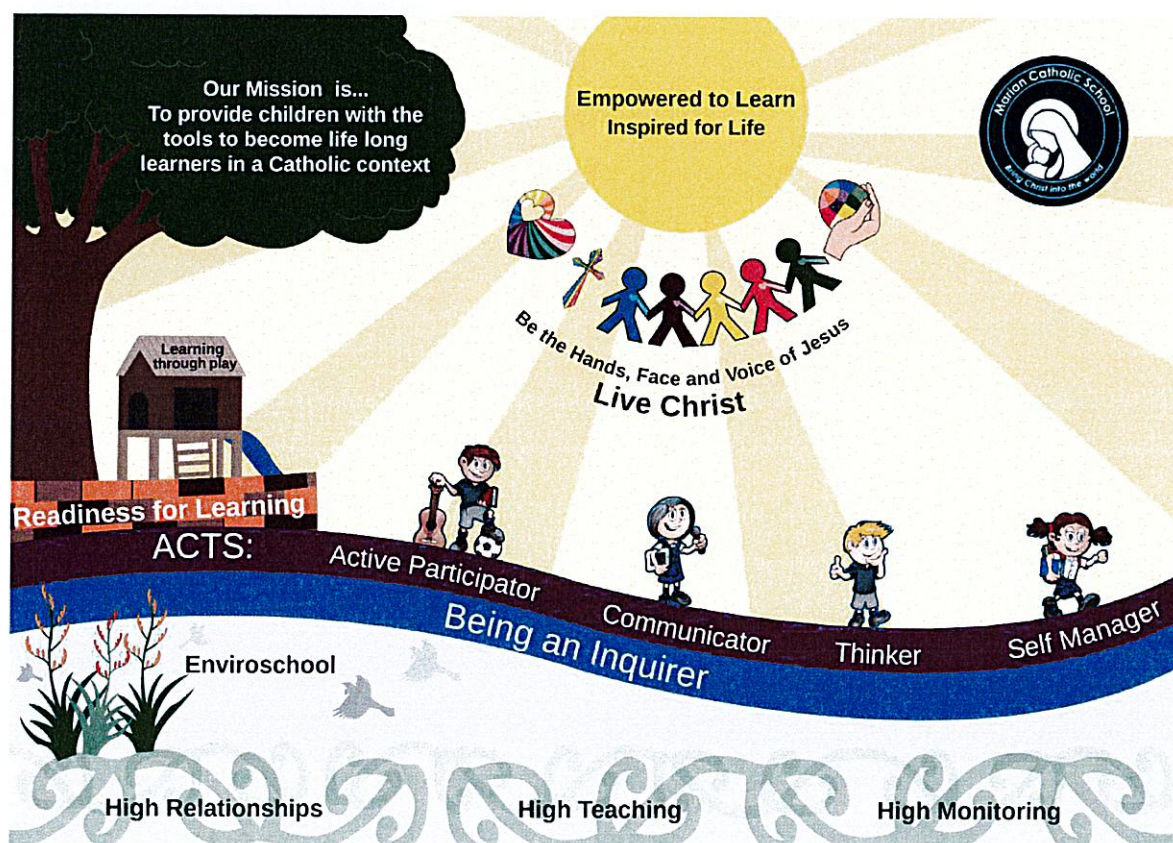 Our Mission is...
To provide children with the
tools to become life long
learners in a Catholic context
Empowered to Learn
Inspired for Life
Marian Catholic School
Bring Christ into the world
Be the Hands, Face and Voice of Jesus
Live Christ
Learning
through play
Readiness for Learning
ACTS:
Active Participator
Communicator
Thinker
Self Manager
Being an Inquirer
Enviroschool
High Relationships
High Teaching
High Monitoring